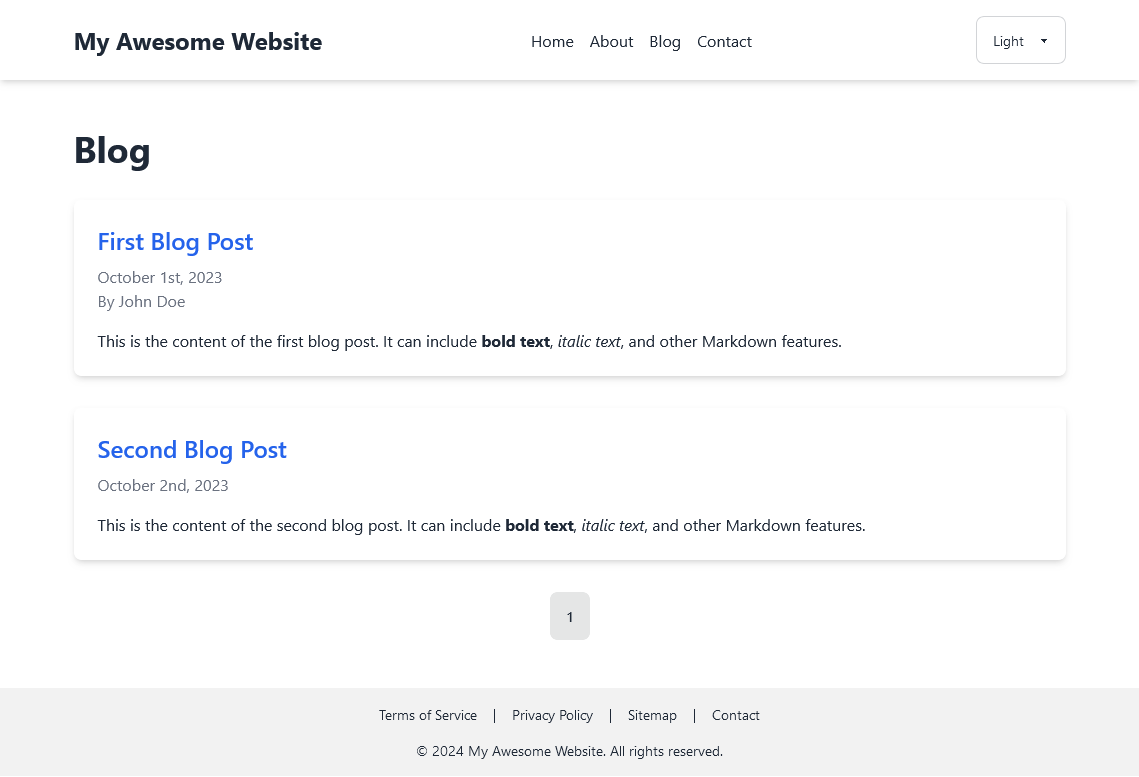 My Awesome Website
Home About Blog Contact
Light
Blog
First Blog Post
October 1st, 2023
By John Doe
This is the content of the first blog post. It can include bold text, italic text, and other Markdown features.
Second Blog Post
October 2nd, 2023
This is the content of the second blog post. It can include bold text, italic text, and other Markdown features.
1
Terms of Service | Privacy Policy | Sitemap | Contact
© 2024 My Awesome Website. All rights reserved.